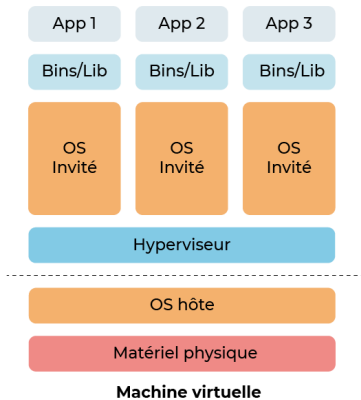 App 1 App 2 App 3
Bins/Lib Bins/Lib Bins/Lib
OS OS OS
Invité Invité Invité
Hyperviseur
OS hôte
Matériel physique
Machine virtuelle